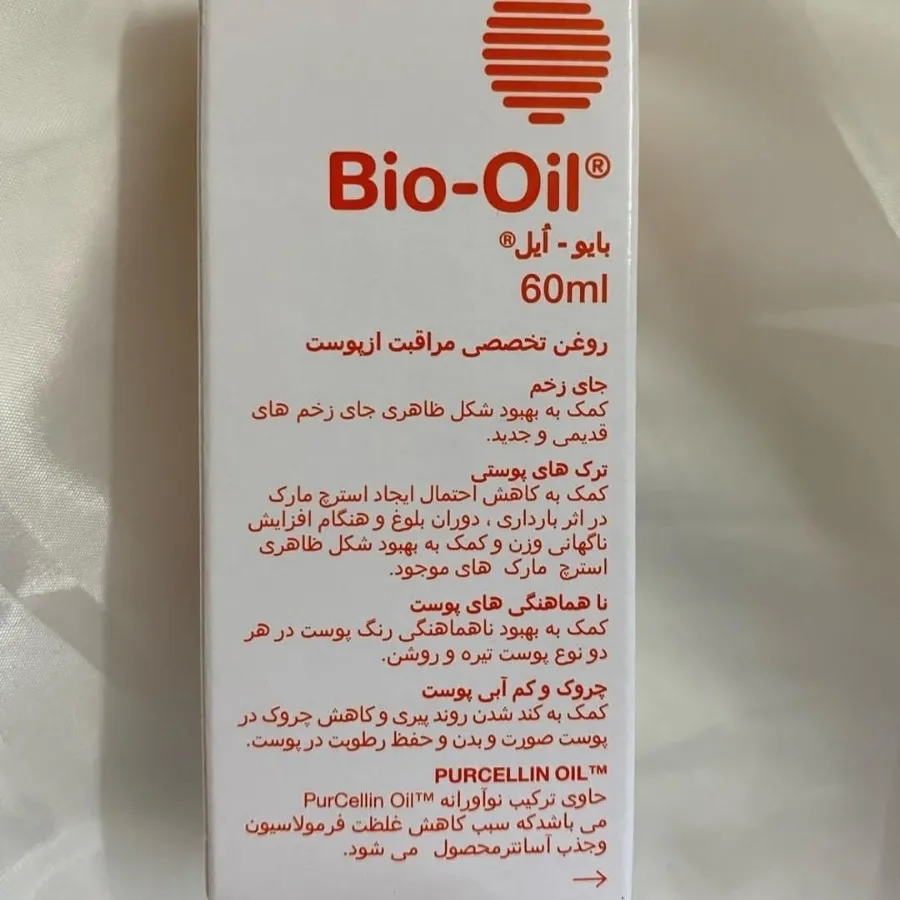 Bio-Oil®
بایو - اُیل®
60ml
روغن تخصصی مراقبت ازپوست
جای زخم
کمک به بهبود شکل ظاهری جای زخم های
قدیمی و جدید.
ترک های پوستی
کمک به کاهش احتمال ایجاد استرچ مارک
در اثر بارداری ، دوران بلوغ و هنگام افزایش
ناگهانی وزن و کمک به بهبود شکل ظاهری
استرچ مارک های موجود.
نا هماهنگی های پوست
کمک به بهبود ناهماهنگی رنگ پوست در هر
دو نوع پوست تیره و روشن.
چروک و کم آبی پوست
کمک به کند شدن روند پیری و کاهش چروک در
پوست صورت و بدن و حفظ رطوبت در پوست.
PURCELLIN OIL™
حاوی ترکیب نوآورانه PurCellin Oil™
می باشدکه سبب کاهش غلظت فرمولاسیون
وجذب آسانترمحصول می شود.